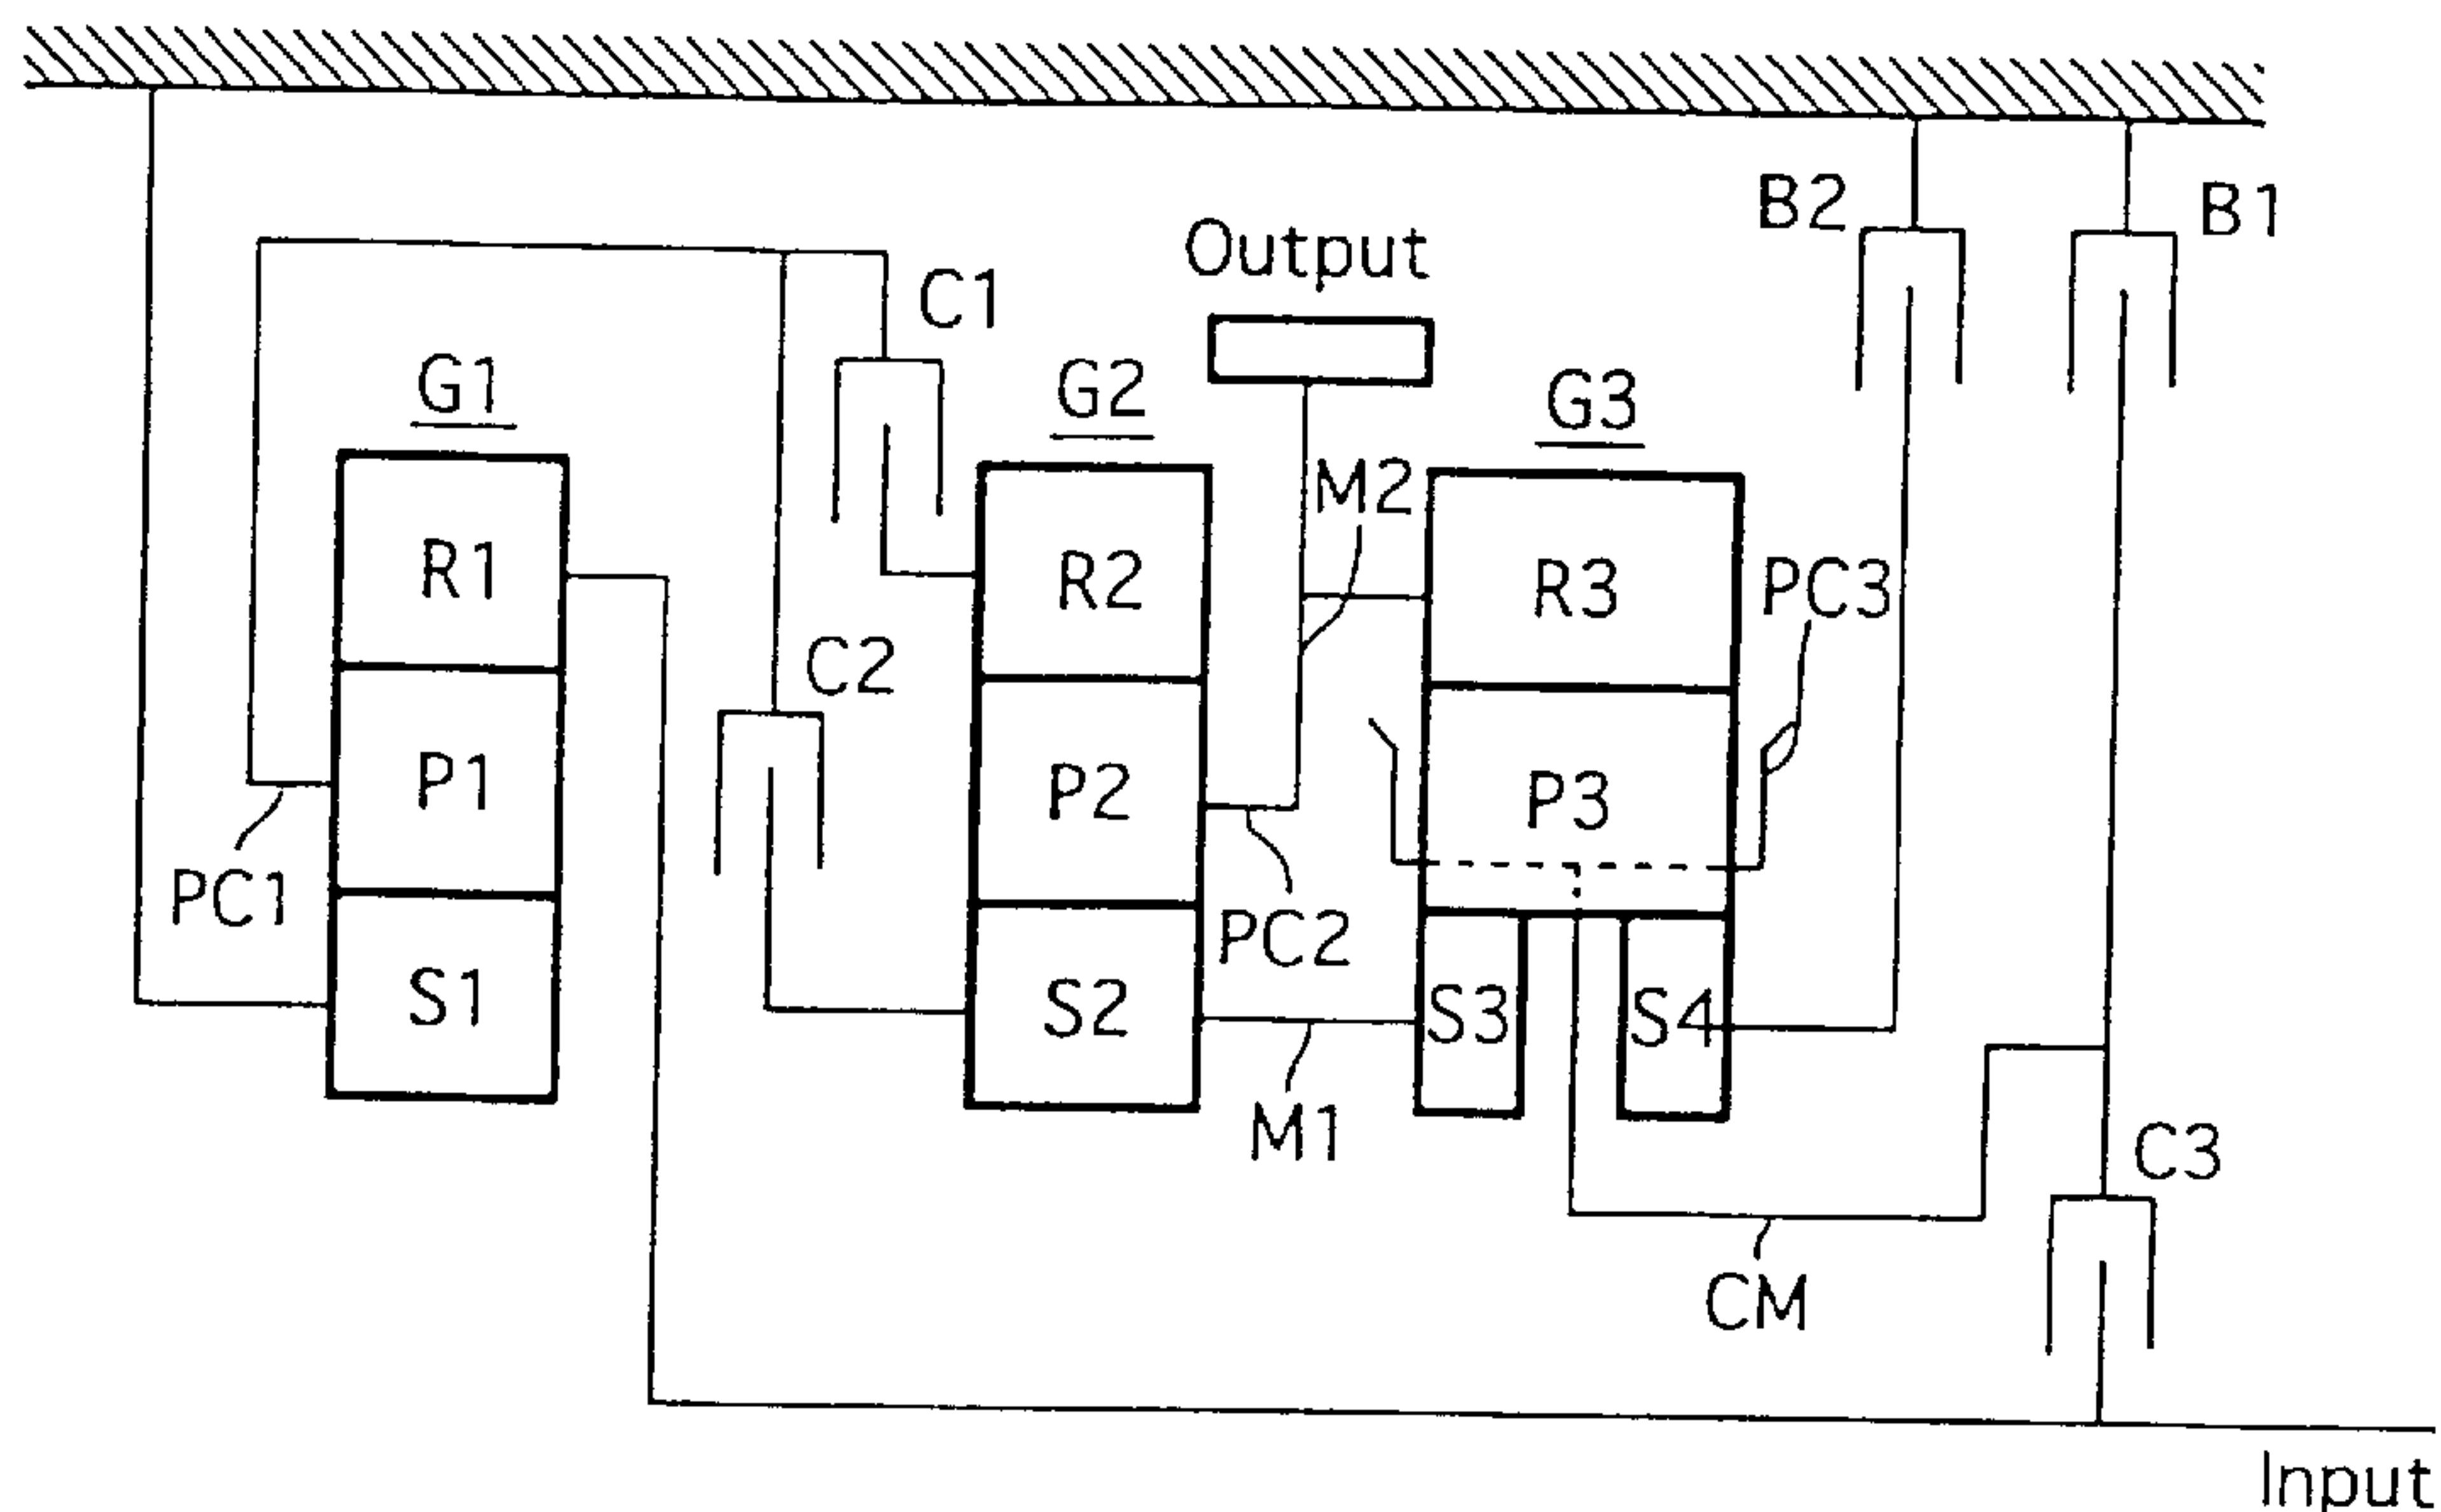 B2
B1
Output
C1
G1
G2
G3
M2
R1
R2
R3
PC3
C2
P1
P2
P3
PC1
PC2
S1
S2
S3
S4
M1
C3
CM
Input